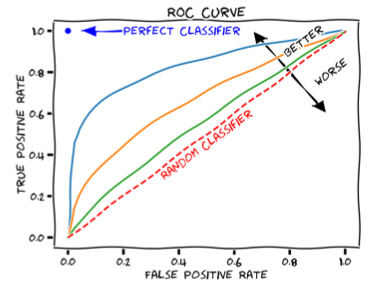 ROC CURVE
PERFECT CLASSIFIER
BETTER
WORSE
RANDOM CLASSIFIER
TRUE POSITIVE RATE
1.0
0.8
0.6
0.4
0.2
0.0
0.0 0.2 0.4 0.6 0.8 1.0
FALSE POSITIVE RATE